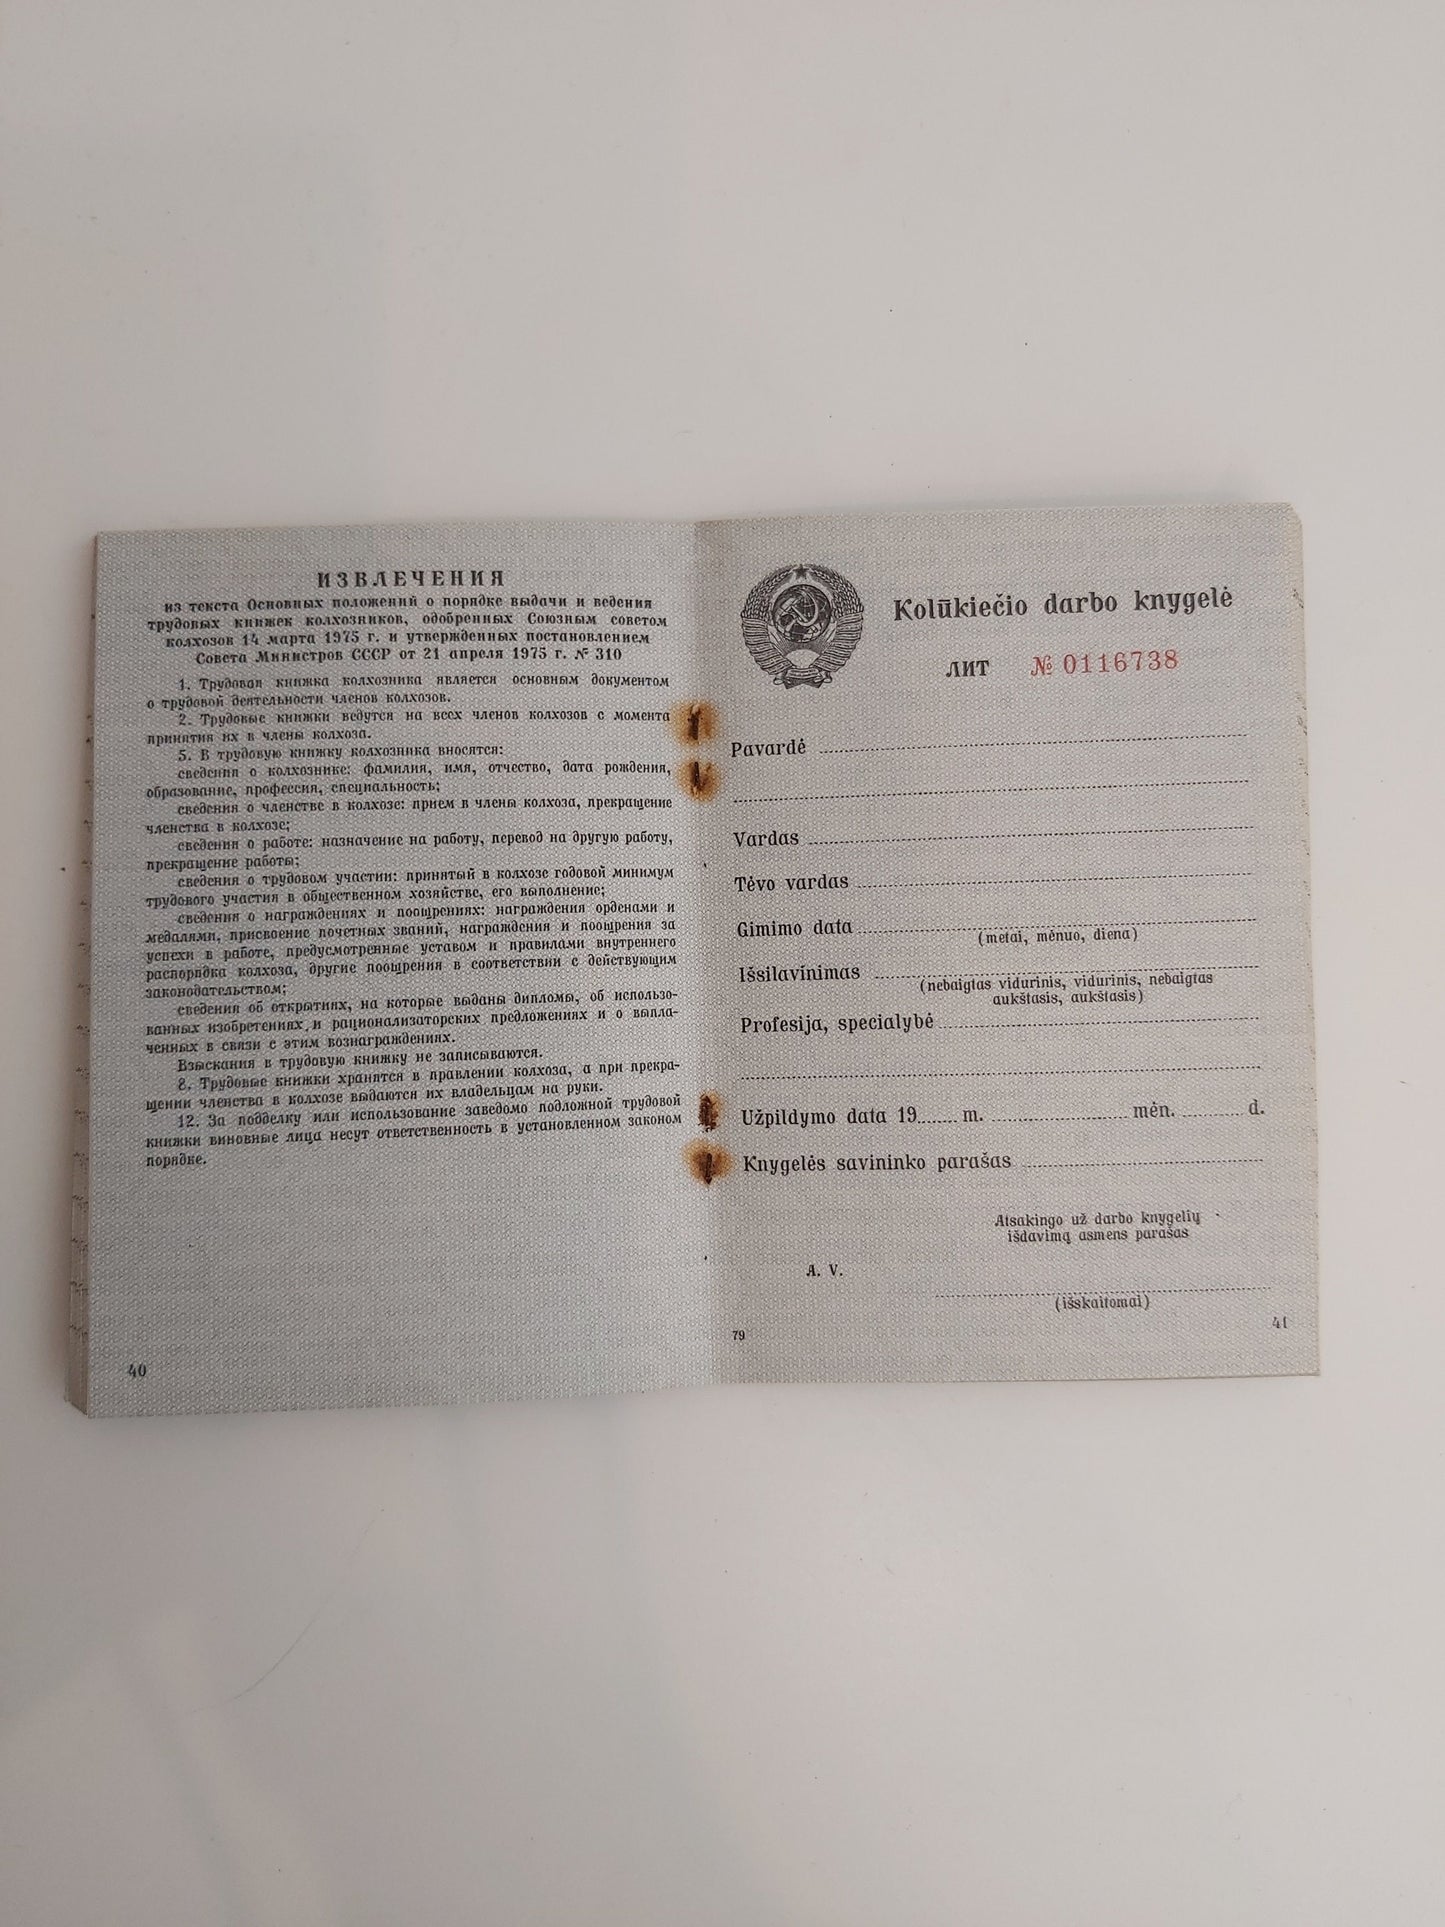 ИЗВЛЕЧЕНИЯ
из текста Основных положений о порядке выдачи и ведения
трудовых книжек колхозников, одобренных Союзным советом
колхозов 14 марта 1975 г. и утвержденных постановлением
Совета Министров СССР от 21 апреля 1975 г. № 310
1. Трудовая книжка колхозника является основным документом
о трудовой деятельности членов колхозов.
2. Трудовые книжки ведутся на всех членов колхозов с момента
принятия их в члены колхоза.
5. В трудовую книжку колхозника вносятся:
сведения о колхознике: фамилия, имя, отчество, дата рождения,
образование, профессия, специальность;
сведения о членстве в колхозе: прием в члены колхоза, прекращение
членства в колхозе;
сведения о работе: назначение на работу, перевод на другую работу,
прекращение работы;
сведения о трудовом участии: принятый в колхозе годовой минимум
трудового участия в общественном хозяйстве, его выполнение;
сведения о награждениях и поощрениях: награждения орденами и
медалями, присвоение почетных званий, награждения и поощрения за
успехи в работе, предусмотренные уставом и правилами внутреннего
распорядка колхоза, другие поощрения в соответствии с действующим
законодательством;
сведения об открытиях, на которые выданы дипломы, об использо-
ванных изобретениях и рационализаторских предложениях и о выпла-
ченных в связи с этим вознаграждениях.
Взыскания в трудовую книжку не записываются.
8. Трудовые книжки хранятся в правлении колхоза, а при прекра-
щении членства в колхозе выдаются их владельцам на руки.
12. За подделку или использование заведомо подложной трудовой
книжки виновные лица несут ответственность в установленном законом
порядке.
40
Kolūkiečio darbo knygelė
ЛИТ № 0116738
Pavardė
Vardas
Tėvo vardas
Gimimo data
(metai, mėnuo, diena)
Išsilavinimas
(nebaigtas vidurinis, vidurinis, nebaigtas
aukštasis, aukštasis)
Profesija, specialybė
Užpildymo data 19 m. mėn. d.
Knygelės savininko parašas
Atsakingo už darbo knygelių
išdavimą asmens parašas
A. V.
(išskaitomai)
79
41